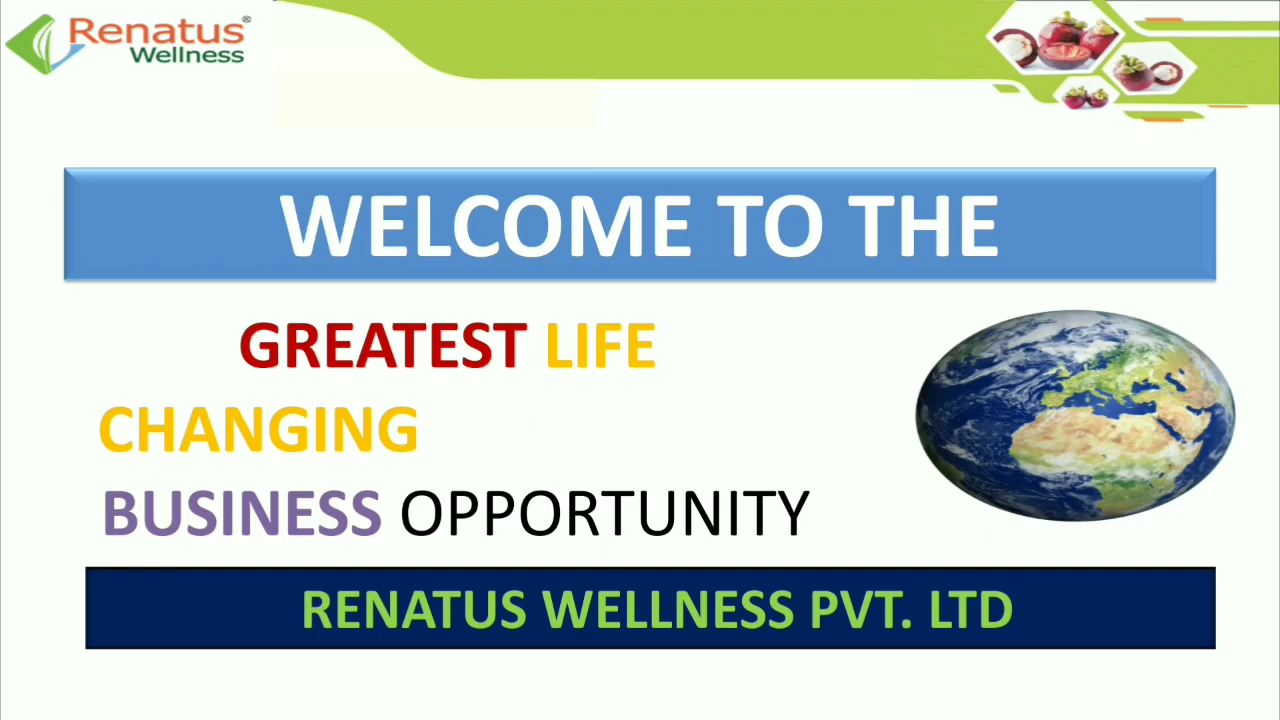 Renatus®
Wellness
WELCOME TO THE
GREATEST LIFE
CHANGING
BUSINESS OPPORTUNITY
RENATUS WELLNESS PVT. LTD